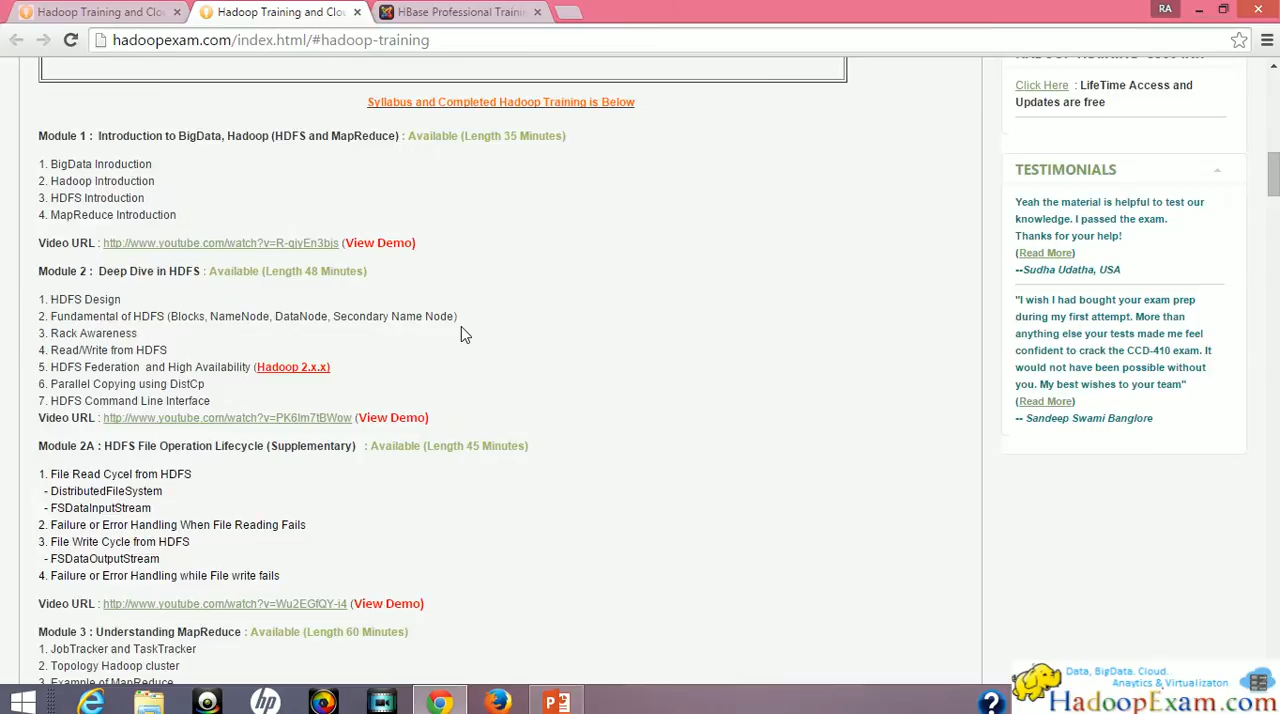 Hadoop Training and Clo
Hadoop Training and Clou
HBase Professional Trainin
RA
hadoopexam.com/index.html/#hadoop-training
Click Here : LifeTime Access and
Updates are free
Syllabus and Completed Hadoop Training is Below
Module 1 : Introduction to BigData, Hadoop (HDFS and MapReduce) : Available (Length 35 Minutes)
1. BigData Inroduction
2. Hadoop Introduction
3. HDFS Introduction
4. MapReduce Introduction
Video URL : http://www.youtube.com/watch?v=R-qjyEn3bjs (View Demo)
Module 2 : Deep Dive in HDFS : Available (Length 48 Minutes)
1. HDFS Design
2. Fundamental of HDFS (Blocks, NameNode, DataNode, Secondary Name Node)
3. Rack Awareness
4. Read/Write from HDFS
5. HDFS Federation and High Availability (Hadoop 2.x.x)
6. Parallel Copying using DistCp
7. HDFS Command Line Interface
Video URL : http://www.youtube.com/watch?v=PK6Im7tBWow (View Demo)
Module 2A : HDFS File Operation Lifecycle (Supplementary) : Available (Length 45 Minutes)
1. File Read Cycel from HDFS
- DistributedFileSystem
- FSDataInputStream
2. Failure or Error Handling When File Reading Fails
3. File Write Cycle from HDFS
- FSDataOutputStream
4. Failure or Error Handling while File write fails
Video URL : http://www.youtube.com/watch?v=Wu2EGfQY-i4 (View Demo)
Module 3 : Understanding MapReduce : Available (Length 60 Minutes)
1. JobTracker and TaskTracker
2. Topology Hadoop cluster
3. Example of MapReduce
TESTIMONIALS
Yeah the material is helpful to test our
knowledge. I passed the exam.
Thanks for your help!
(Read More)
--Sudha Udatha, USA
"I wish I had bought your exam prep
during my first attempt. More than
anything else your tests made me feel
confident to crack the CCD-410 exam. It
would not have been possible without
you. My best wishes to your team"
(Read More)
-- Sandeep Swami Banglore
Data, BigData, Cloud,
Anaytics & Virtualizaton
HadoopExam.com